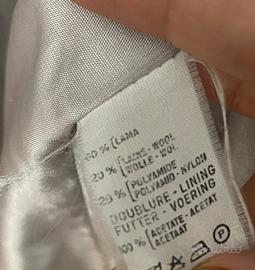 60 % [LAMA
20 % [LAINE - WOOL
WOLLE - WOL
20 % [POLYAMIDE
POLYAMID - NYLON
DOUBLURE - LINING
FUTTER - VOERING
100 % [ACETATE - ACETAT
ACETAAT
A
P
subito